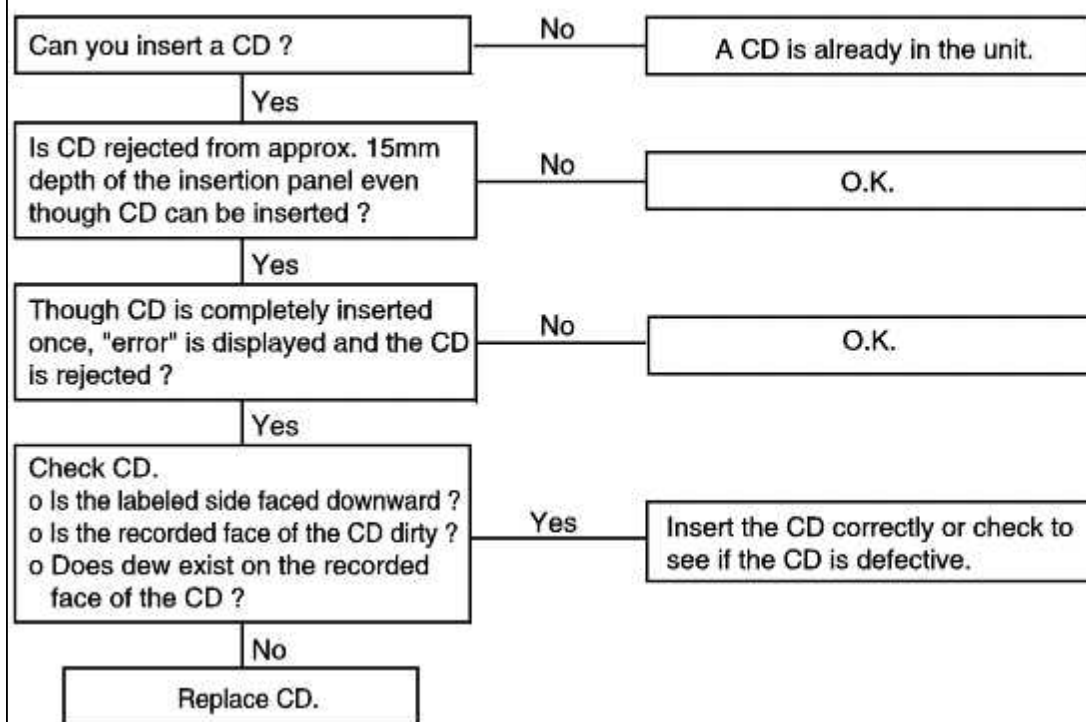 Can you insert a CD ?
No
A CD is already in the unit.
Yes
Is CD rejected from approx. 15mm
depth of the insertion panel even
though CD can be inserted ?
No
O.K.
Yes
Though CD is completely inserted
once, "error" is displayed and the CD
is rejected ?
No
O.K.
Yes
Check CD.
o Is the labeled side faced downward ?
o Is the recorded face of the CD dirty ?
o Does dew exist on the recorded
face of the CD ?
Yes
Insert the CD correctly or check to
see if the CD is defective.
No
Replace CD.